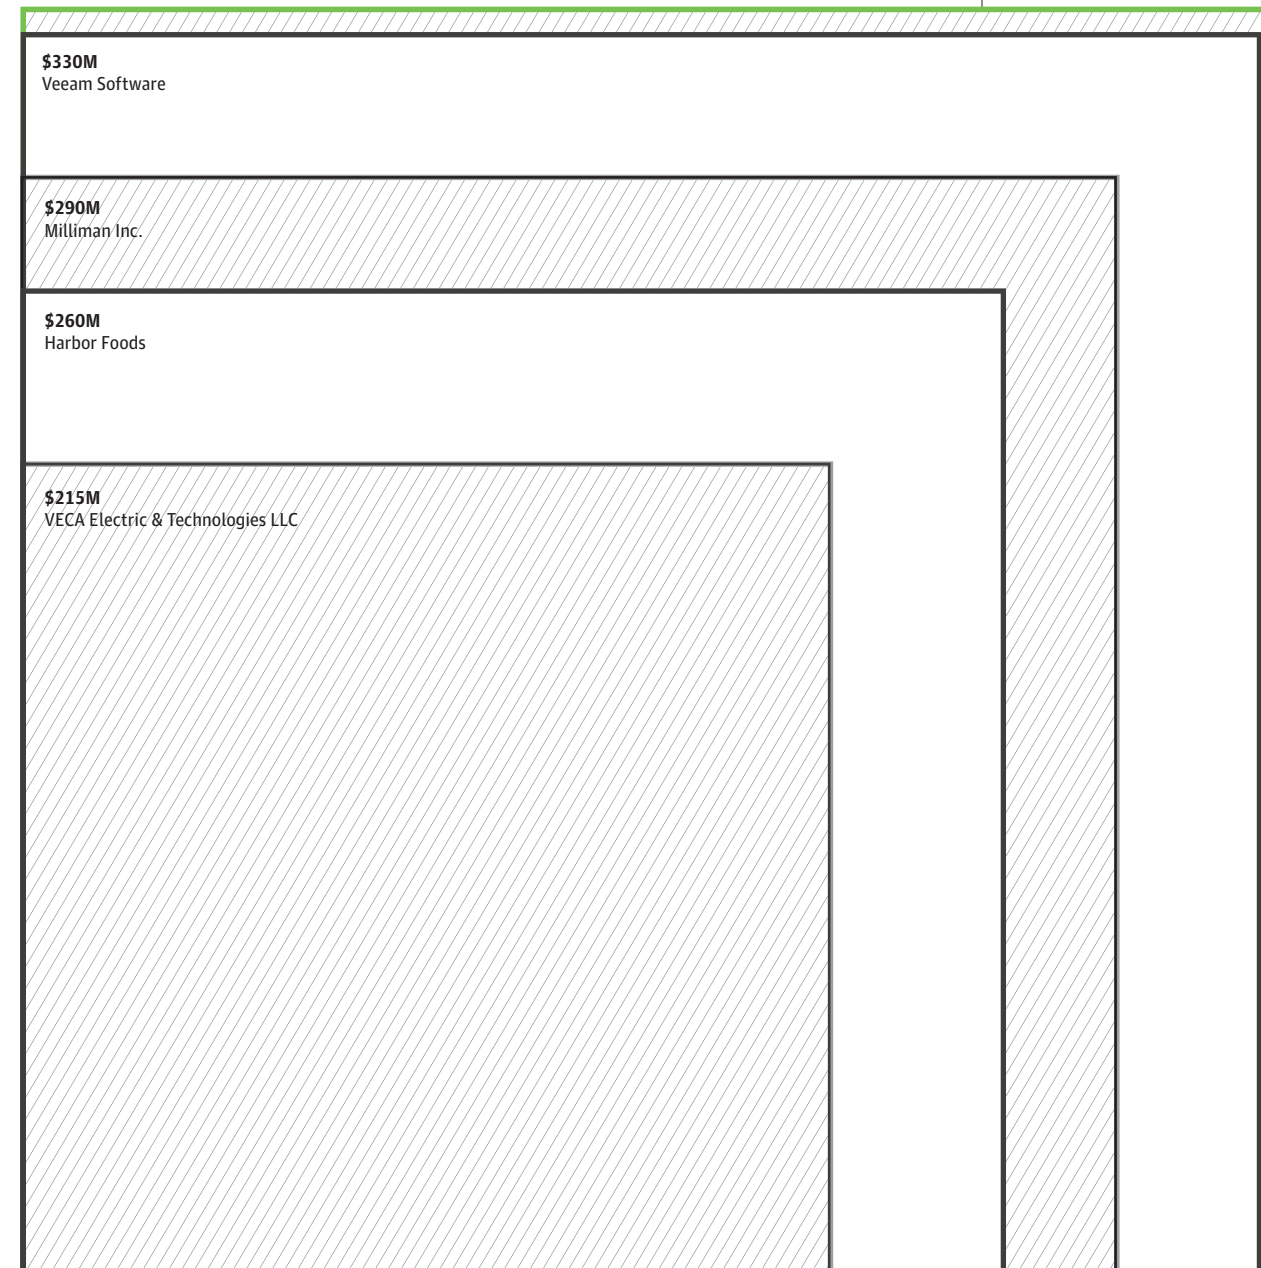 $330M
Veeam Software
$290M
Milliman Inc.
$260M
Harbor Foods
$215M
VECA Electric & Technologies LLC